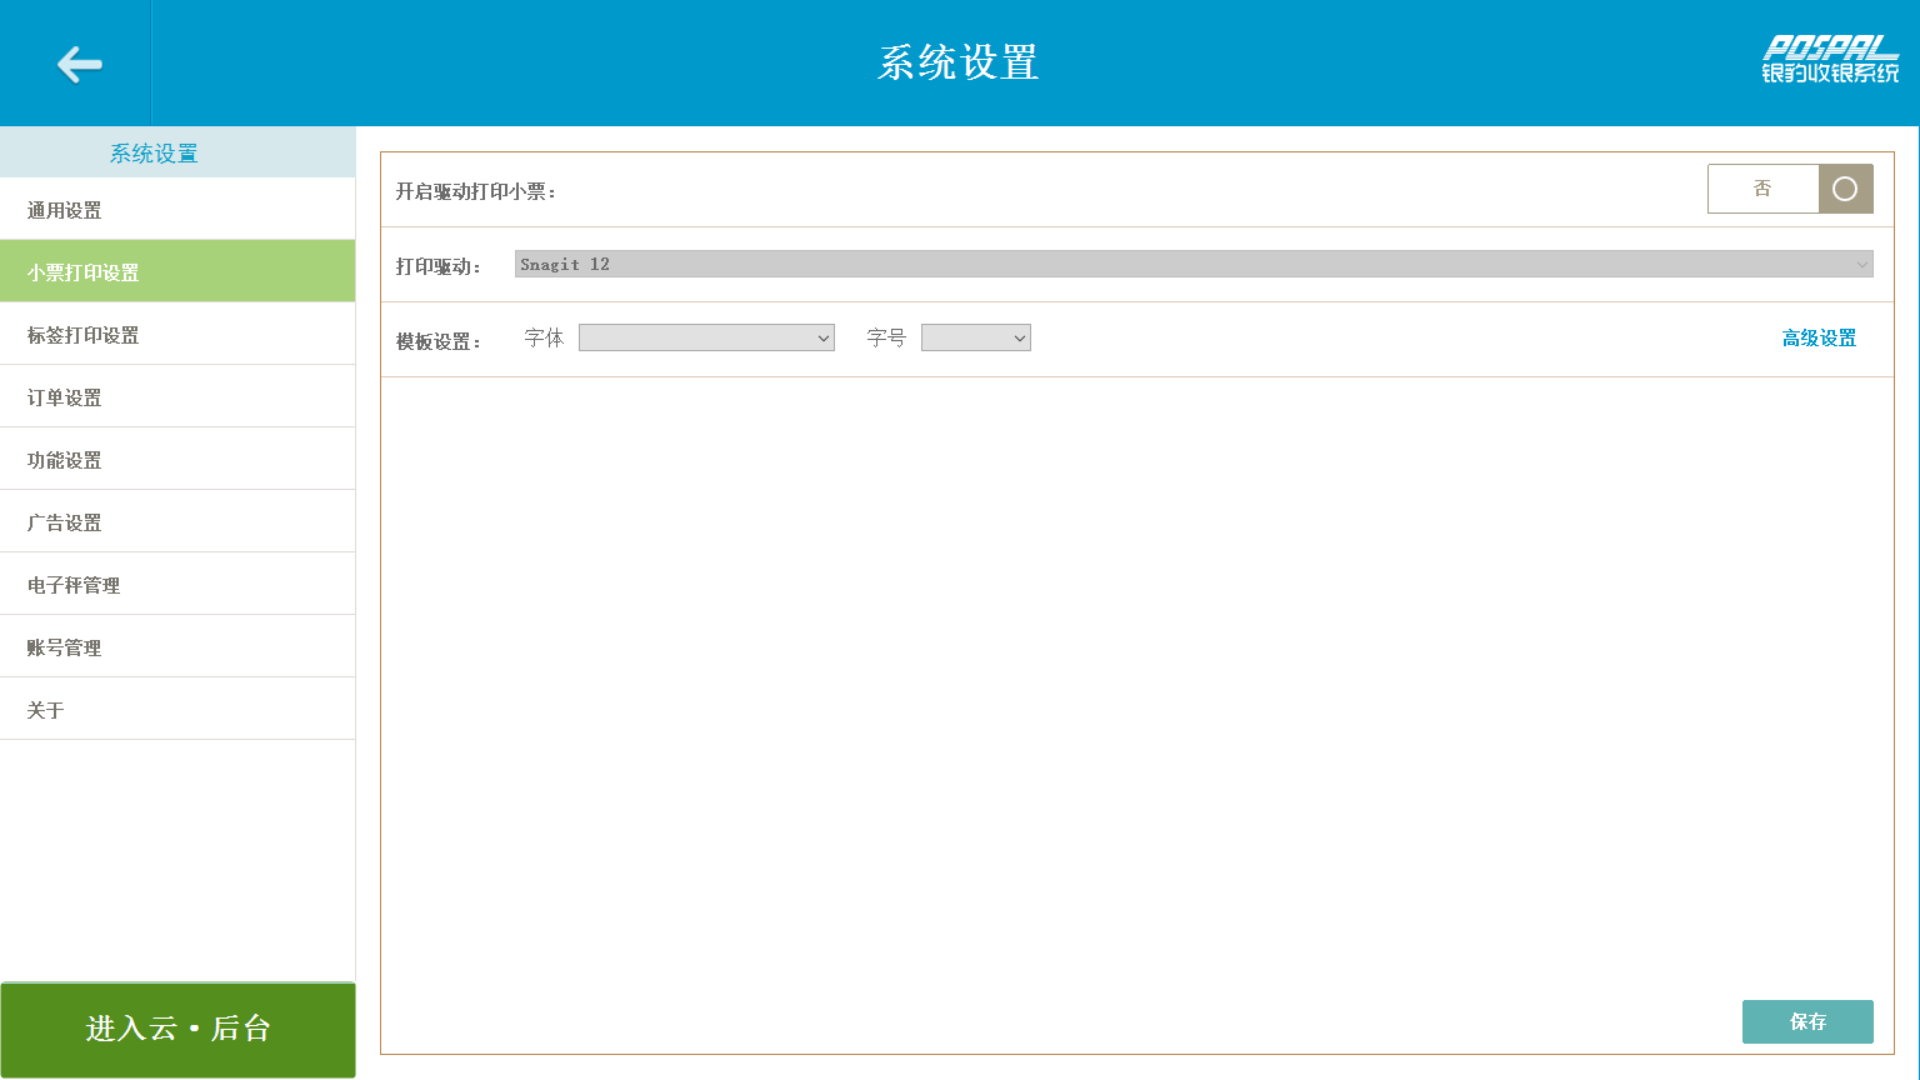 系统设置
POSPAL
银豹收银系统
系统设置
通用设置
小票打印设置
标签打印设置
订单设置
功能设置
广告设置
电子秤管理
账号管理
关于
进入云·后台
开启驱动打印小票：
否
打印驱动：
Snagit 12
模板设置：
字体
字号
高级设置
保存